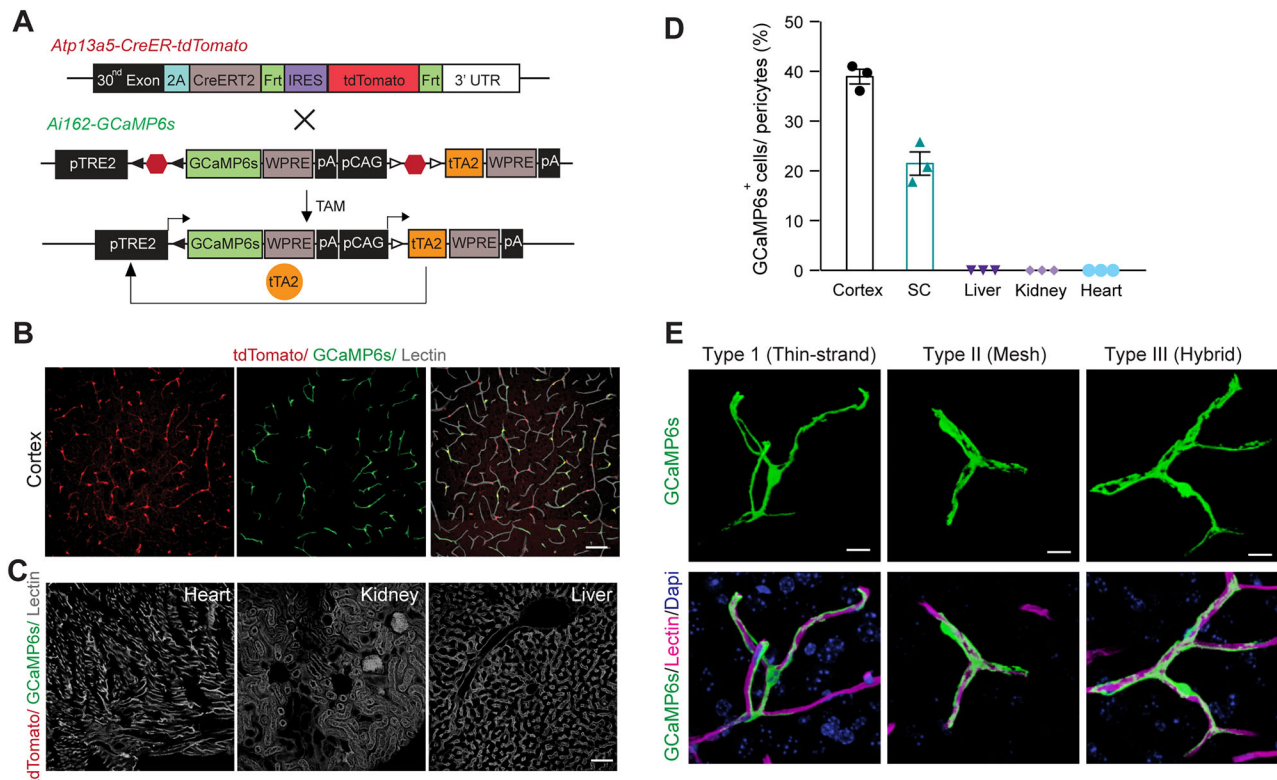 A
Atp13a5-CreER-tdTomato
30nd Exon 2A CreERT2 Frt IRES tdTomato Frt 3' UTR
Ai162-GCaMP6s
pTRE2 GCaMP6s WPRE pA pCAG tTA2 WPRE pA
TAM
pTRE2 GCaMP6s WPRE pA pCAG tTA2 WPRE pA
tTA2
B
tdTomato/ GCaMP6s/ Lectin
Cortex
C
dTomato/ GCaMP6s/ Lectin
Heart
Kidney
Liver
D
GCaMP6s+ cells/ pericytes (%)
50
40
30
20
10
0
Cortex SC Liver Kidney Heart
E
Type 1 (Thin-strand) Type II (Mesh) Type III (Hybrid)
GCaMP6s
GCaMP6s/Lectin/Dapi